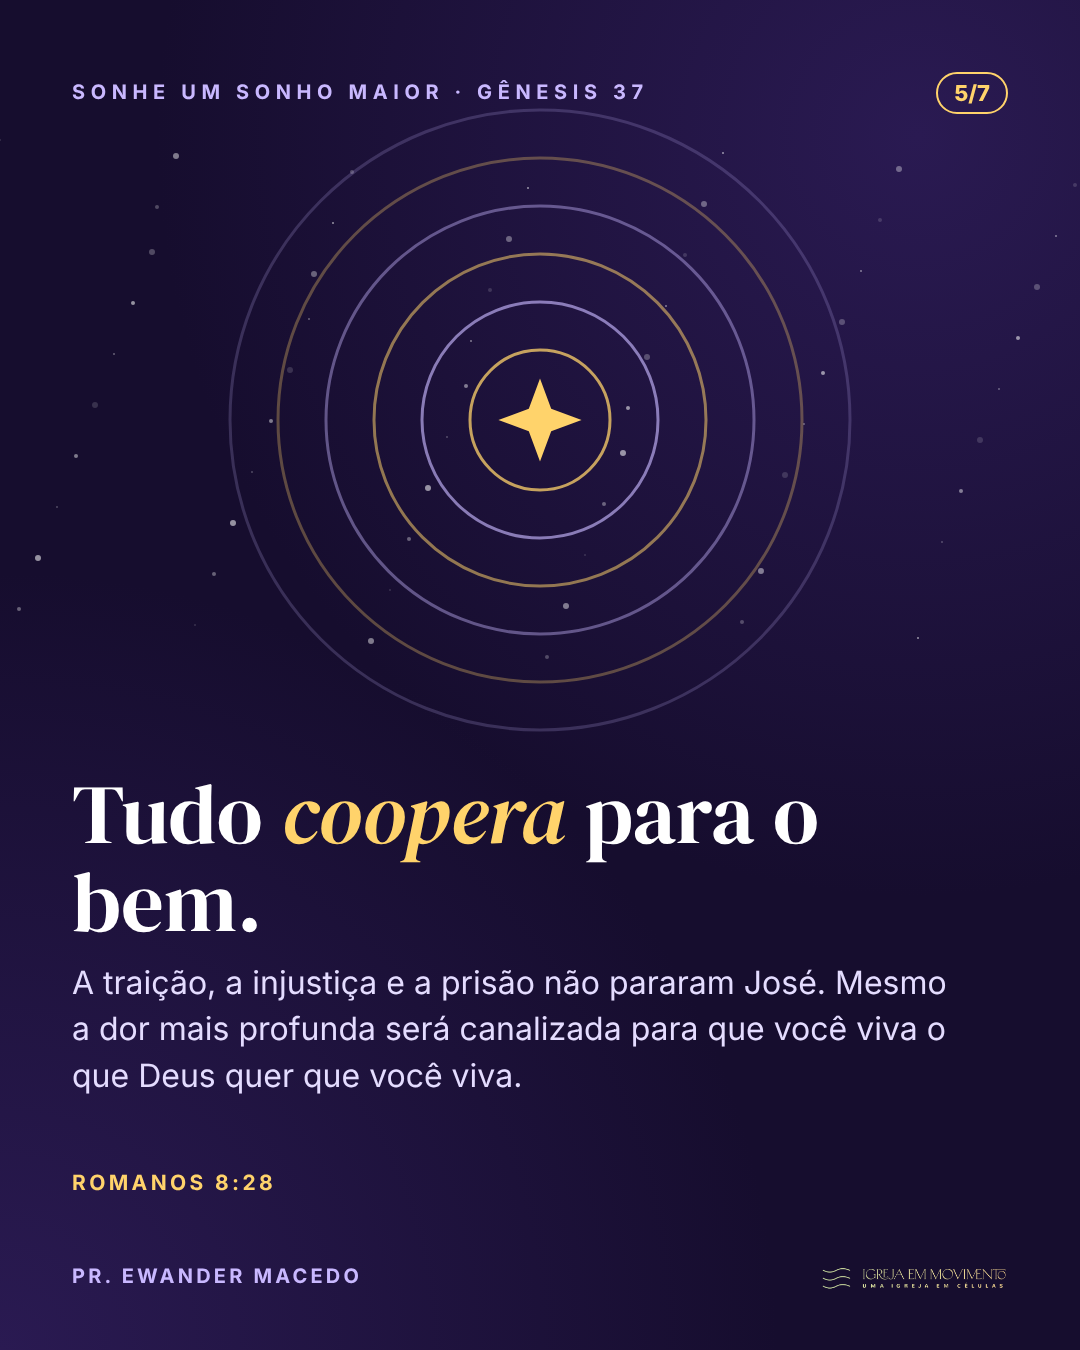 SONHE UM SONHO MAIOR · GÊNESIS 37
5/7
Tudo coopera para o
bem.
A traição, a injustiça e a prisão não pararam José. Mesmo
a dor mais profunda será canalizada para que você viva o
que Deus quer que você viva.
ROMANOS 8:28
PR. EWANDER MACEDO
IGREJA EM MOVIMENTO
UMA IGREJA EM CÉLULAS